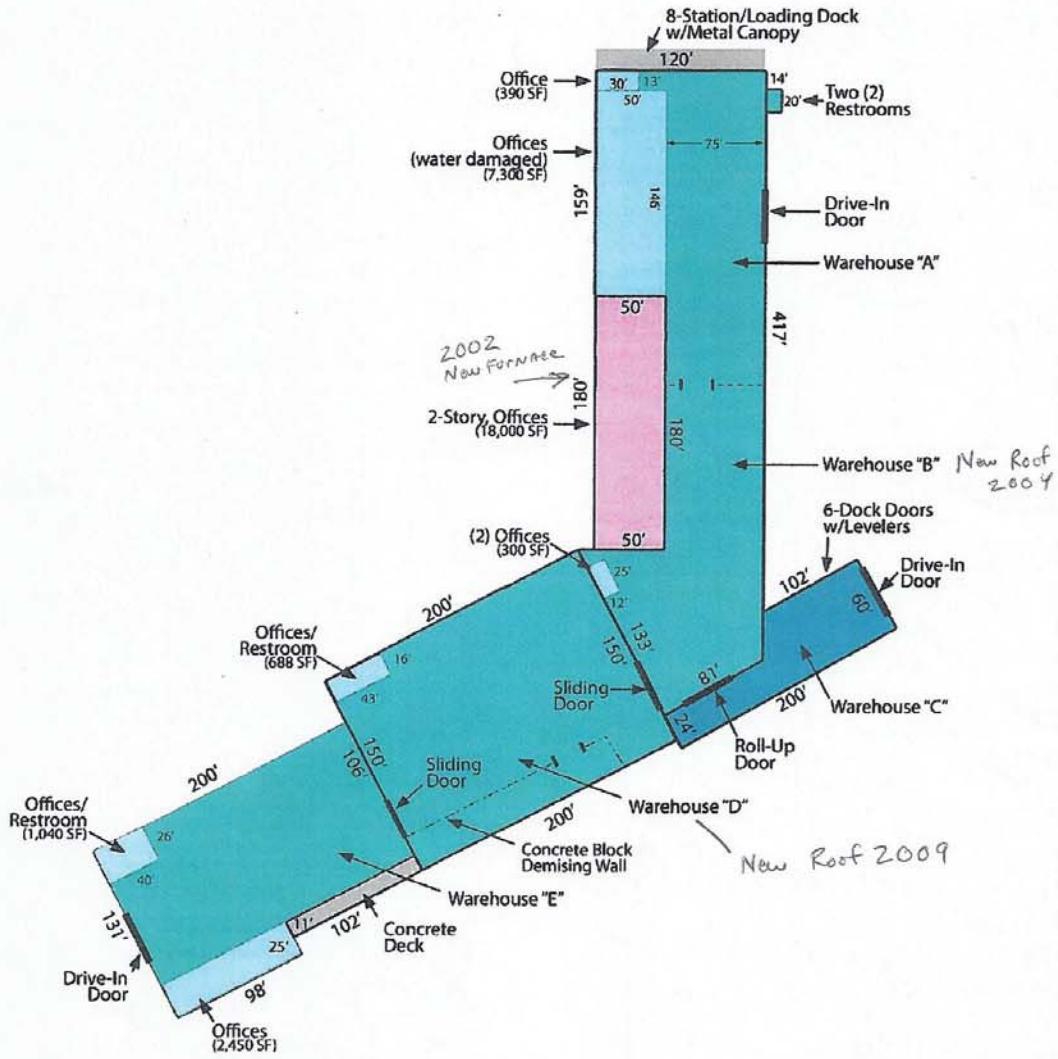 8-Station/Loading Dock
w/Metal Canopy
120'
Office
(390 SF)
30'
13'
50'
14'
20'
Two (2)
Restrooms
Offices
(water damaged)
(7,300 SF)
75'
159'
146'
Drive-In
Door
Warehouse "A"
50'
417'
2002
New Furnace
180'
2-Story, Offices
(18,000 SF)
180'
Warehouse "B"
New Roof
2009
6-Dock Doors
w/Levelers
50'
(2) Offices
(300 SF)
25'
12'
Drive-In
Door
102'
60'
200'
133'
150'
Offices/
Restroom
(688 SF)
16'
43'
Sliding
Door
81'
24'
200'
Warehouse "C"
Roll-Up
Door
150'
106'
Sliding
Door
200'
Warehouse "D"
200'
Offices/
Restroom
(1,040 SF)
26'
40'
Concrete Block
Demising Wall
New Roof 2009
Warehouse "E"
131'
11'
102'
Concrete
Deck
25'
Drive-In
Door
98'
Offices
(2,450 SF)